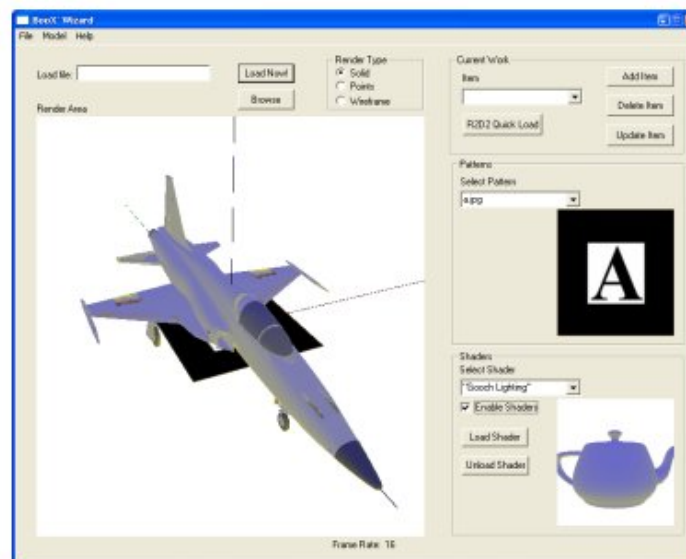 BooX Wizard
File Model Help
Load file:
Load Now!
Browse
Render Type
Solid
Points
Wireframe
Render Area
Current Work
Item
Add Item
Delete Item
Update Item
R2D2 Quick Load
Patterns
Select Pattern
a.jpg
A
Shaders
Select Shader
"Gooch Lighting"
Enable Shaders
Load Shader
Unload Shader
Frame Rate: 16